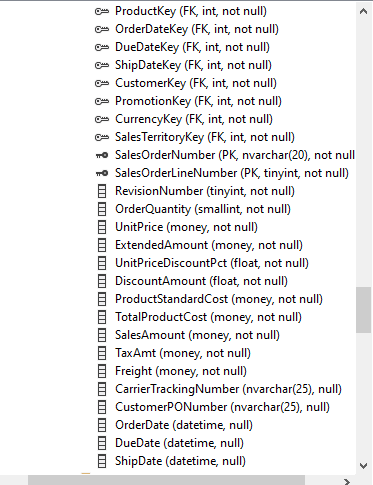 ProductKey (FK, int, not null)
OrderDateKey (FK, int, not null)
DueDateKey (FK, int, not null)
ShipDateKey (FK, int, not null)
CustomerKey (FK, int, not null)
PromotionKey (FK, int, not null)
CurrencyKey (FK, int, not null)
SalesTerritoryKey (FK, int, not null)
SalesOrderNumber (PK, nvarchar(20), not null
SalesOrderLineNumber (PK, tinyint, not null)
RevisionNumber (tinyint, not null)
OrderQuantity (smallint, not null)
UnitPrice (money, not null)
ExtendedAmount (money, not null)
UnitPriceDiscountPct (float, not null)
DiscountAmount (float, not null)
ProductStandardCost (money, not null)
TotalProductCost (money, not null)
SalesAmount (money, not null)
TaxAmt (money, not null)
Freight (money, not null)
CarrierTrackingNumber (nvarchar(25), null)
CustomerPONumber (nvarchar(25), null)
OrderDate (datetime, null)
DueDate (datetime, null)
ShipDate (datetime, null)